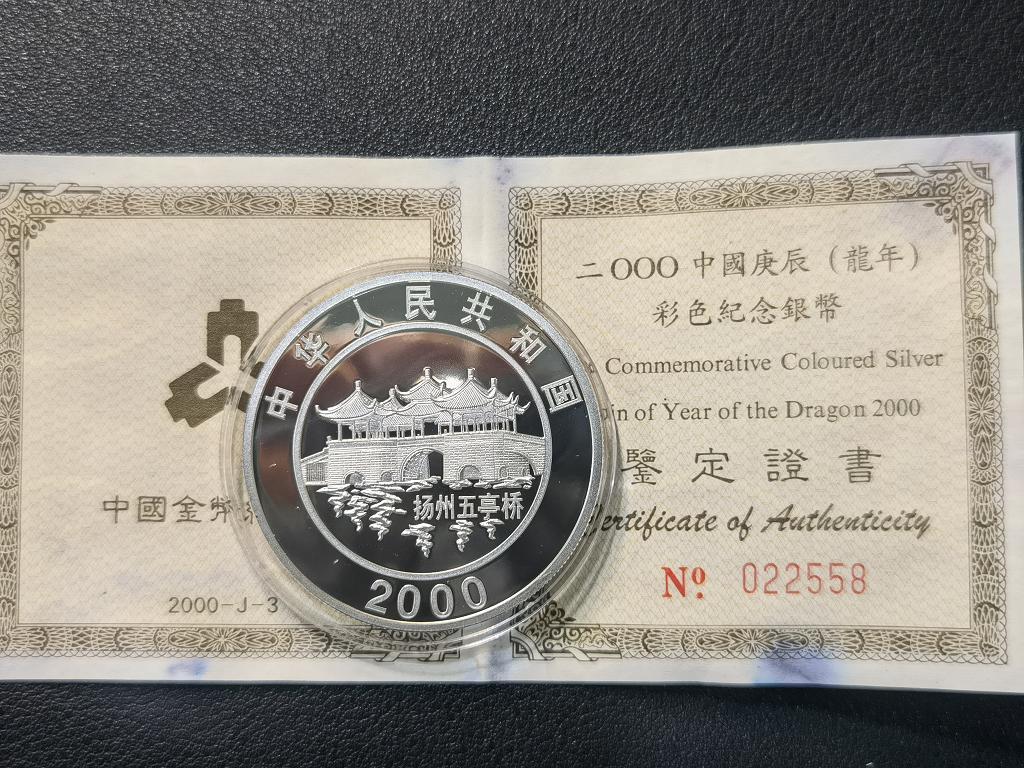 中國金幣
2000-J-3
中华人民共和国
扬州五亭桥
2000
二OOO 中國庚辰（龍年）
彩色紀念銀幣
Commemorative Coloured Silver
of Year of the Dragon 2000
鑒定證書
Certificate of Authenticity
Nº 022558